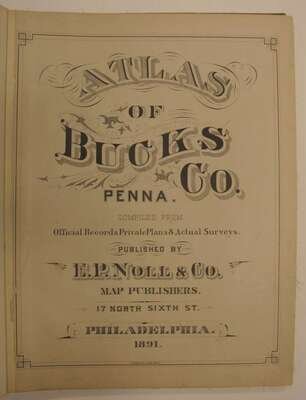 ATLAS
OF
BUCKS
CO.
PENNA.
COMPILED FROM
Official Records Private Plans & Actual Surveys.
PUBLISHED BY
E.P. NOLL & CO.
MAP PUBLISHERS.
17 NORTH SIXTH ST.
PHILADELPHIA.
1891.